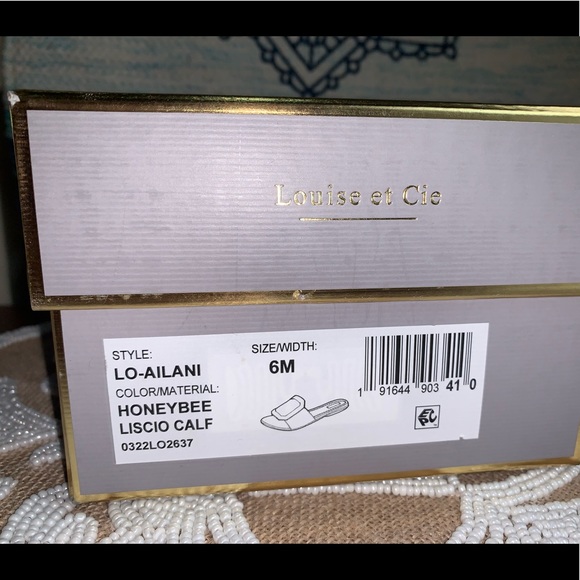 Louise et Cie
STYLE:
LO-AILANI
COLOR/MATERIAL:
HONEYBEE
LISCIO CALF
0322LO2637
SIZE/WIDTH:
6M
1 91644 903 41 0